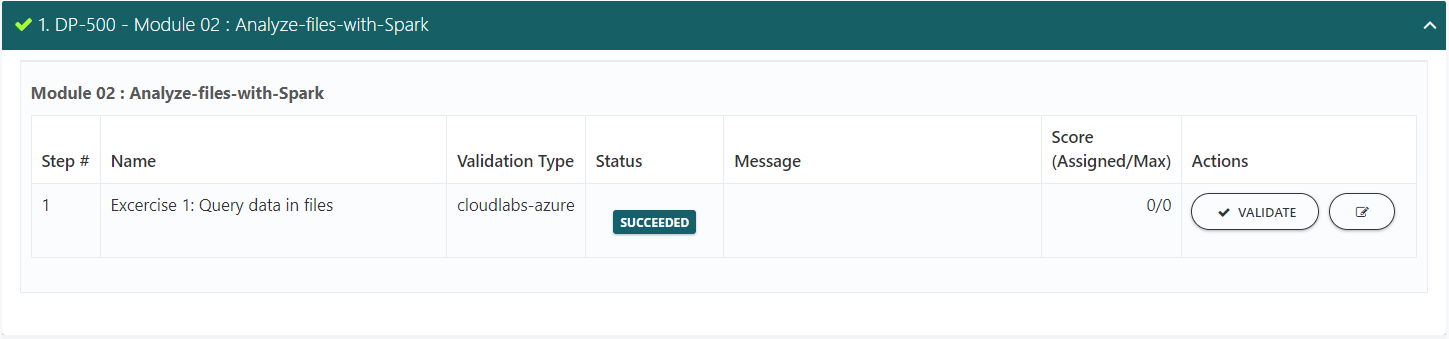 1. DP-500 - Module 02 : Analyze-files-with-Spark
Module 02 : Analyze-files-with-Spark
Step # Name Validation Type Status Message Score (Assigned/Max) Actions
1 Excercise 1: Query data in files cloudlabs-azure SUCCEEDED 0/0 VALIDATE